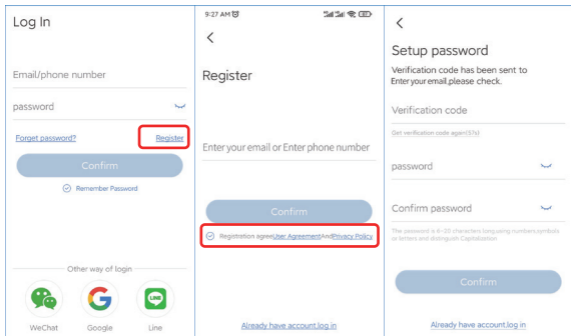 Log In
Email/phone number
password
Forget password?
Register
Confirm
Remember Password
Other way of login
WeChat
Google
LINE
Line
9:27 AM
Register
Enter your email or Enter phone number
Confirm
Registration agreeUser AgreementAndPrivacy Policy
Already have account,log in
Setup password
Verification code has been sent to
Enter your email,please check.
Verification code
Get verification code again(57s)
password
Confirm password
The password is 6-20 characters long,using numbers,symbols
or letters and distinguish Capitalization
Confirm
Already have account,log in